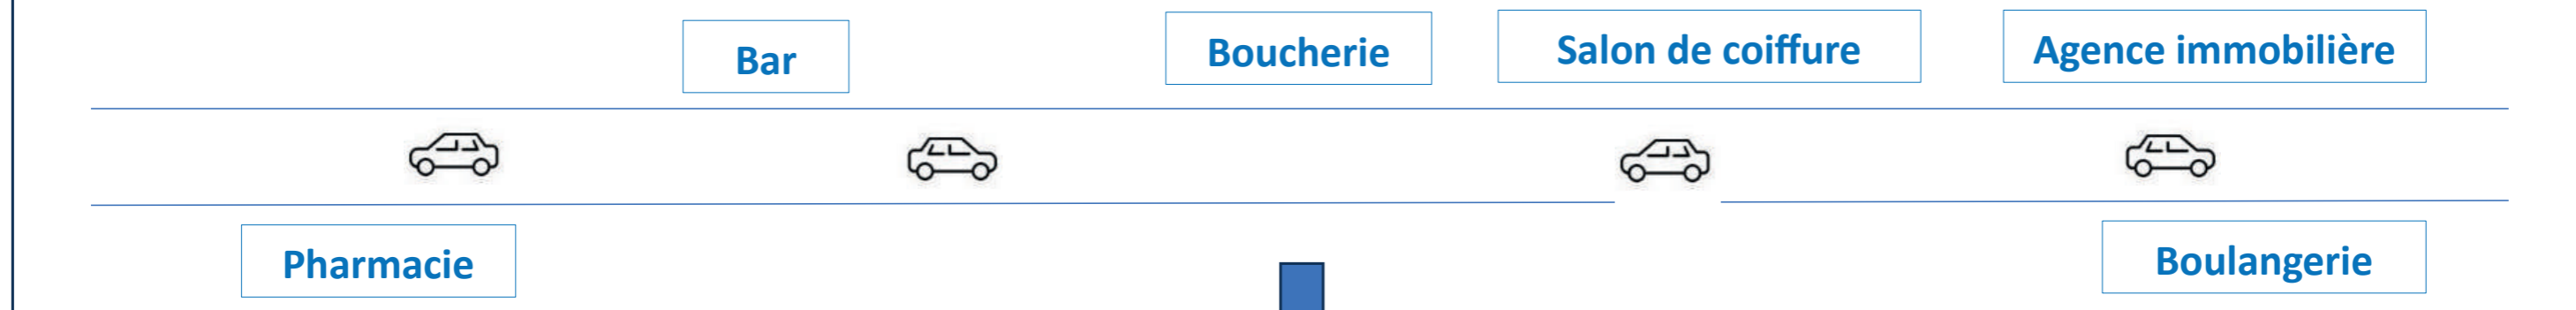 Bar
Boucherie
Salon de coiffure
Agence immobilière
Pharmacie
Boulangerie